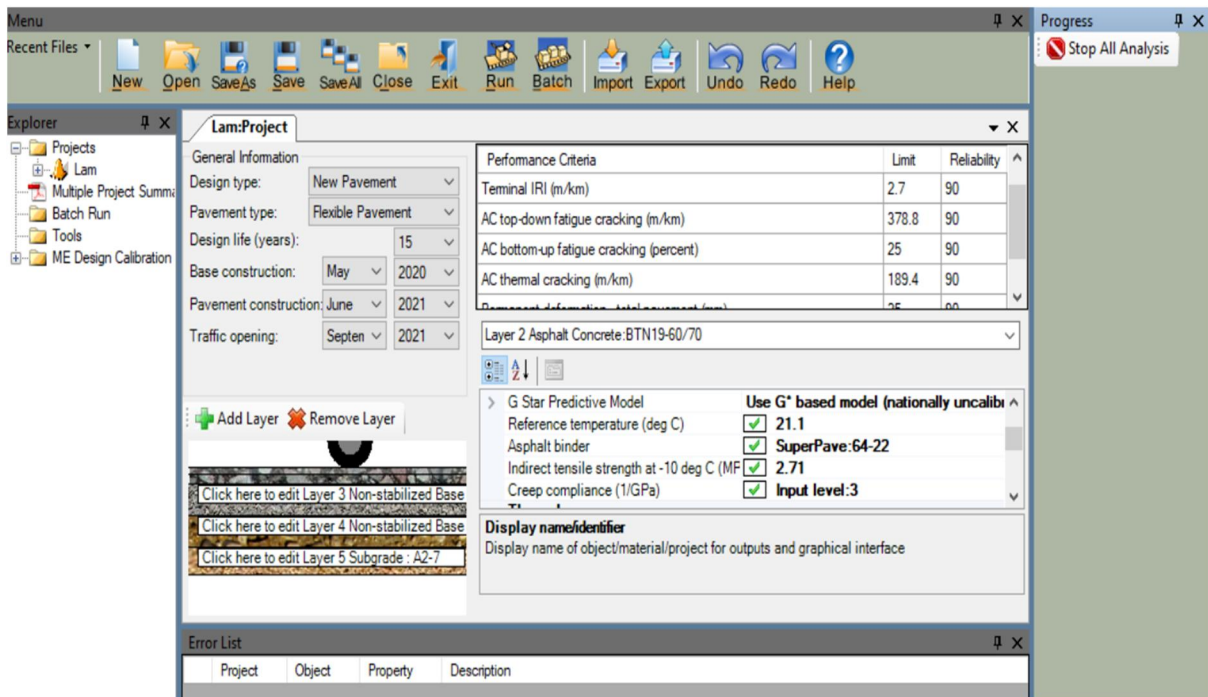 Menu
Recent Files
New Open SaveAs Save SaveAll Close Exit Run Batch Import Export Undo Redo Help
Progress
Stop All Analysis
Explorer
Projects
Lam
Multiple Project Summa
Batch Run
Tools
ME Design Calibration
Lam:Project
General Information
Design type: New Pavement
Pavement type: Flexible Pavement
Design life (years): 15
Base construction: May 2020
Pavement construction: June 2021
Traffic opening: Septen 2021
Add Layer Remove Layer
Click here to edit Layer 3 Non-stabilized Base
Click here to edit Layer 4 Non-stabilized Base
Click here to edit Layer 5 Subgrade : A2-7
Performance Criteria Limit Reliability
Terminal IRI (m/km) 2.7 90
AC top-down fatigue cracking (m/km) 378.8 90
AC bottom-up fatigue cracking (percent) 25 90
AC thermal cracking (m/km) 189.4 90
Permanent deformation - total pavement (mm) 25 90
Layer 2 Asphalt Concrete:BTN19-60/70
G Star Predictive Model Use G* based model (nationally uncalibr
Reference temperature (deg C) 21.1
Asphalt binder SuperPave:64-22
Indirect tensile strength at -10 deg C (MF 2.71
Creep compliance (1/GPa) Input level:3
Display name/identifier
Display name of object/material/project for outputs and graphical interface
Error List
Project Object Property Description